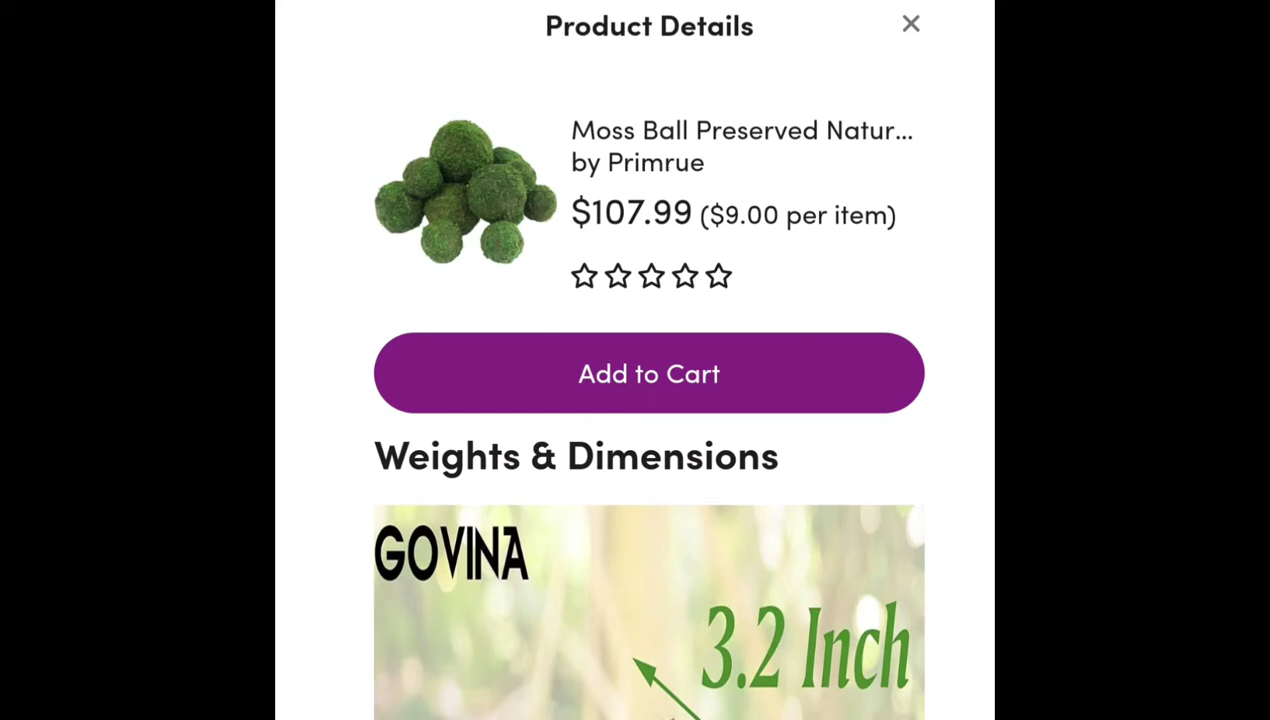 Product Details
Moss Ball Preserved Natur...
by Primrue
$107.99 ($9.00 per item)
Add to Cart
Weights & Dimensions
GOVINA
3.2 Inch